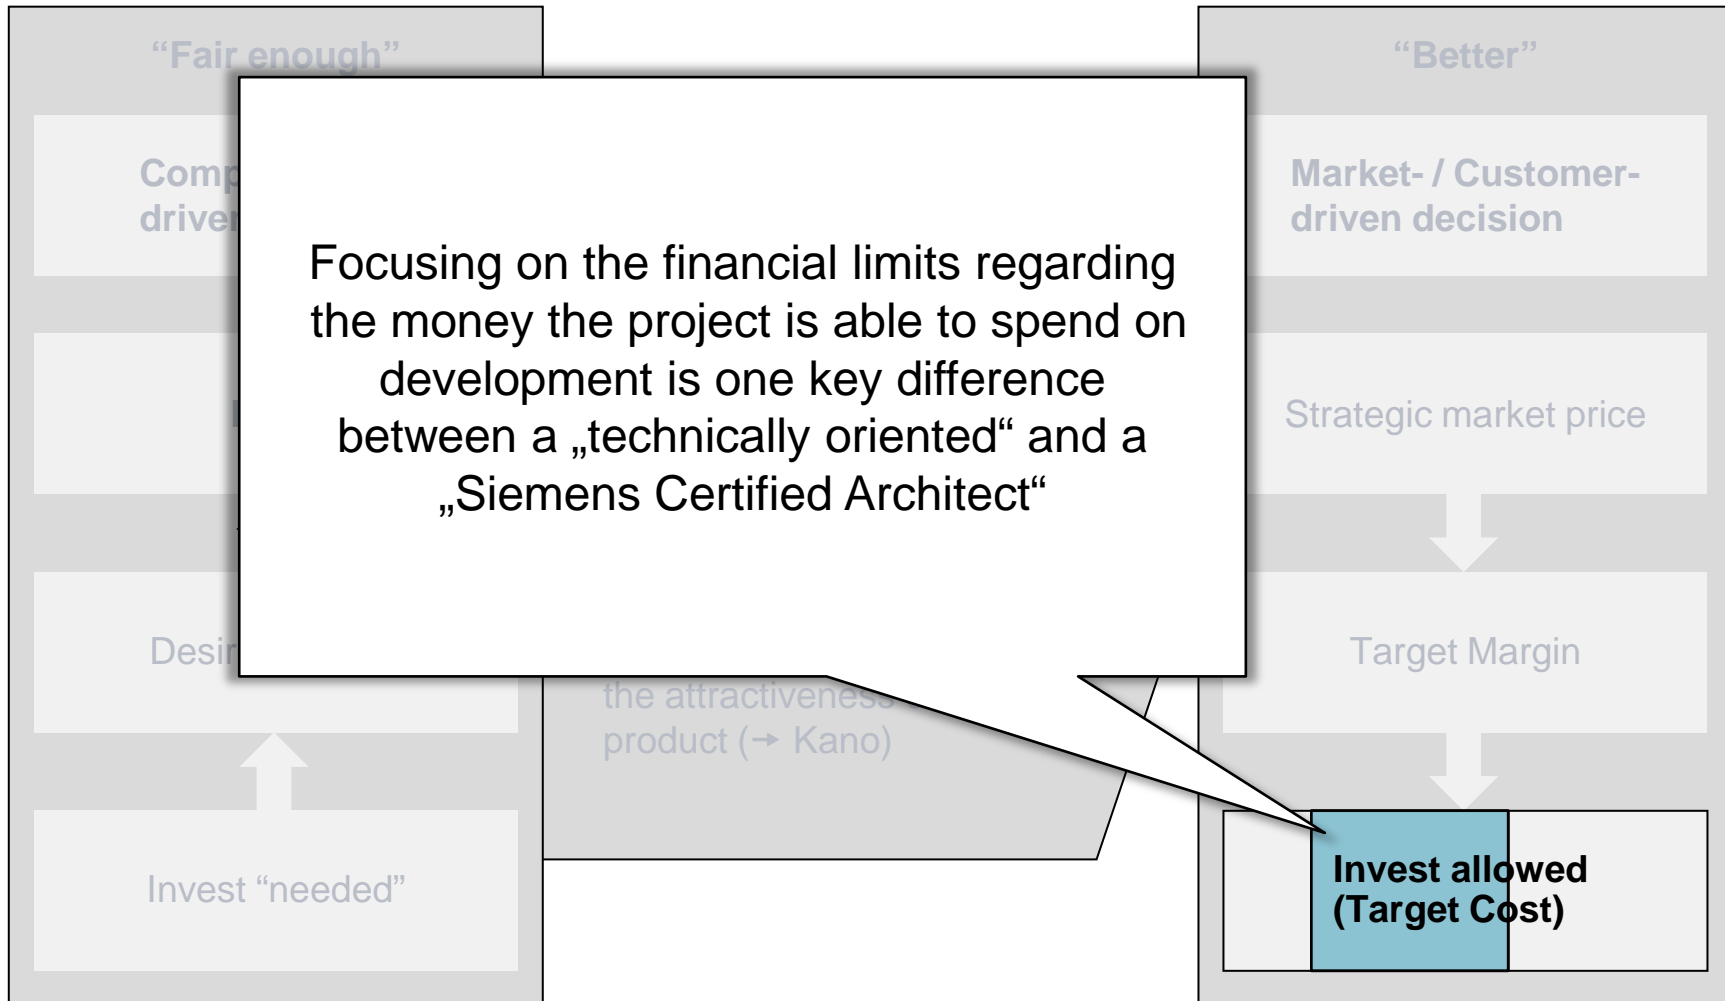 “Fair enough”
Invest “needed”
Focusing on the financial limits regarding
the money the project is able to spend on
development is one key difference
between a „technically oriented“ and a
„Siemens Certified Architect“
the attractiveness
product (→ Kano)
“Better”
Market- / Customer-
driven decision
Strategic market price
Target Margin
Invest allowed
(Target Cost)